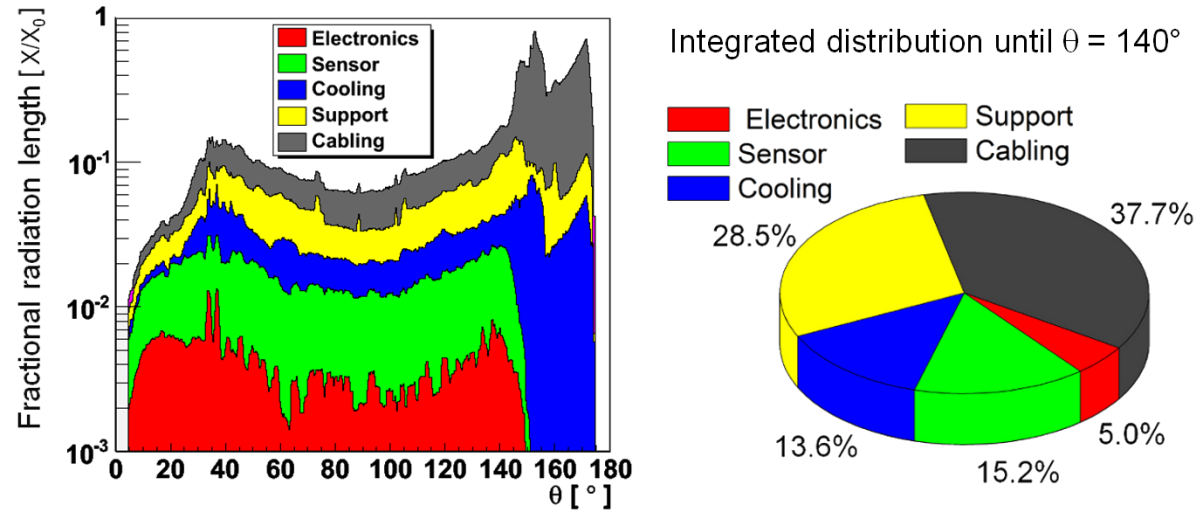 Fractional radiation length [ X/X0 ]
1
10-1
10-2
10-3
0 20 40 60 80 100 120 140 160 180
θ [ ° ]
Electronics
Sensor
Cooling
Support
Cabling
Integrated distribution until θ = 140°
Electronics Support
Sensor Cabling
Cooling
28.5% 37.7%
13.6% 15.2% 5.0%